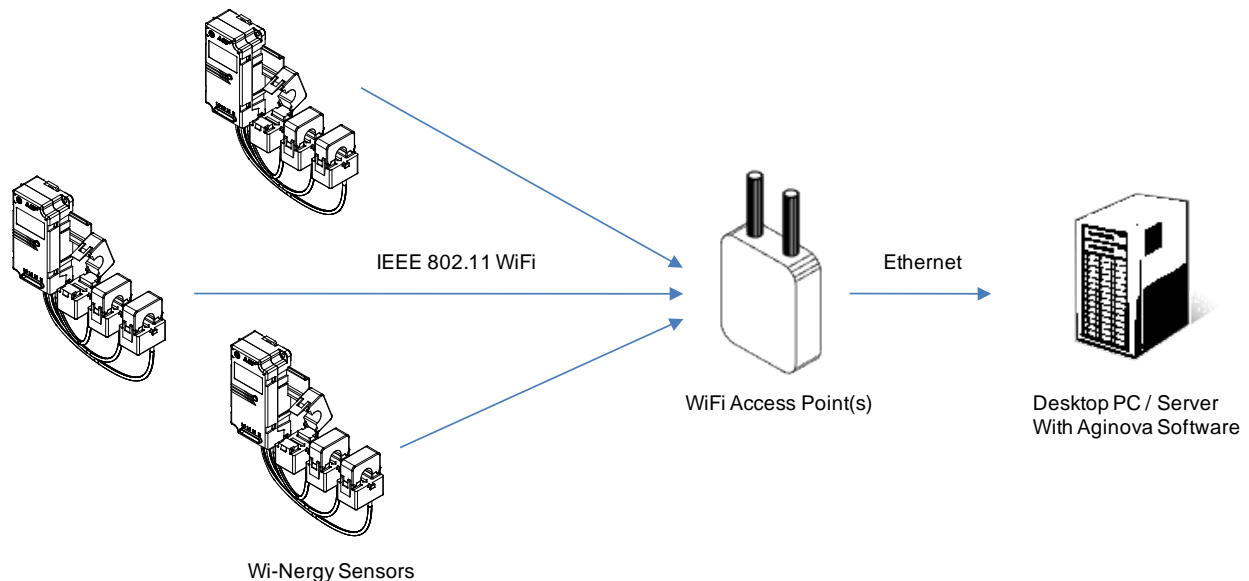 IEEE 802.11 WiFi
Ethernet
WiFi Access Point(s)
Desktop PC / Server
With Aginova Software
Wi-Nergy Sensors